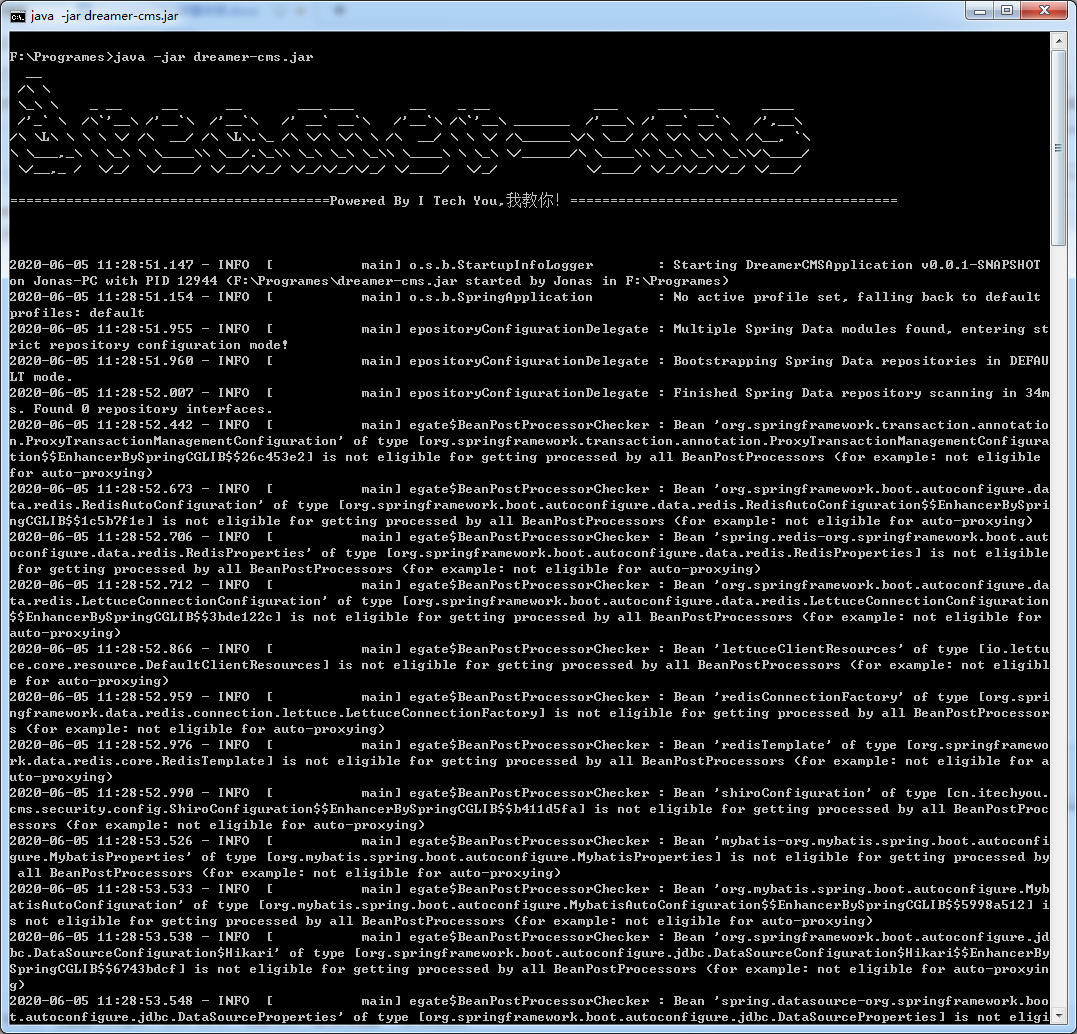 java -jar dreamer-cms.jar
F:\Programes>java -jar dreamer-cms.jar
Dreamer-cms
========================================Powered By I Tech You,我教你! =========================================
2020-06-05 11:28:51.147 - INFO  [           main] o.s.b.StartupInfoLogger        : Starting DreamerCMSApplication v0.0.1-SNAPSHOT
on Jonas-PC with PID 12944 (F:\Programes\dreamer-cms.jar started by Jonas in F:\Programes)
2020-06-05 11:28:51.154 - INFO  [           main] o.s.b.SpringApplication        : No active profile set, falling back to default
profiles: default
2020-06-05 11:28:51.955 - INFO  [           main] epositoryConfigurationDelegate : Multiple Spring Data modules found, entering st
rict repository configuration mode!
2020-06-05 11:28:51.960 - INFO  [           main] epositoryConfigurationDelegate : Bootstrapping Spring Data repositories in DEFAU
LT mode.
2020-06-05 11:28:52.007 - INFO  [           main] epositoryConfigurationDelegate : Finished Spring Data repository scanning in 34m
s. Found 0 repository interfaces.
2020-06-05 11:28:52.442 - INFO  [           main] egate$BeanPostProcessorChecker : Bean 'org.springframework.transaction.annotatio
n.ProxyTransactionManagementConfiguration' of type [org.springframework.transaction.annotation.ProxyTransactionManagementConfigura
tion$$EnhancerBySpringCGLIB$$26c453e2] is not eligible for getting processed by all BeanPostProcessors (for example: not eligible
for auto-proxying)
2020-06-05 11:28:52.673 - INFO  [           main] egate$BeanPostProcessorChecker : Bean 'org.springframework.boot.autoconfigure.da
ta.redis.RedisAutoConfiguration' of type [org.springframework.boot.autoconfigure.data.redis.RedisAutoConfiguration$$EnhancerBySpri
ngCGLIB$$1c5b7f1e] is not eligible for getting processed by all BeanPostProcessors (for example: not eligible for auto-proxying)
2020-06-05 11:28:52.706 - INFO  [           main] egate$BeanPostProcessorChecker : Bean 'spring.redis-org.springframework.boot.aut
oconfigure.data.redis.RedisProperties' of type [org.springframework.boot.autoconfigure.data.redis.RedisProperties] is not eligible
 for getting processed by all BeanPostProcessors (for example: not eligible for auto-proxying)
2020-06-05 11:28:52.712 - INFO  [           main] egate$BeanPostProcessorChecker : Bean 'org.springframework.boot.autoconfigure.da
ta.redis.LettuceConnectionConfiguration' of type [org.springframework.boot.autoconfigure.data.redis.LettuceConnectionConfiguration
$$EnhancerBySpringCGLIB$$3bde122c] is not eligible for getting processed by all BeanPostProcessors (for example: not eligible for
auto-proxying)
2020-06-05 11:28:52.866 - INFO  [           main] egate$BeanPostProcessorChecker : Bean 'lettuceClientResources' of type [io.lettu
ce.core.resource.DefaultClientResources] is not eligible for getting processed by all BeanPostProcessors (for example: not eligibl
e for auto-proxying)
2020-06-05 11:28:52.959 - INFO  [           main] egate$BeanPostProcessorChecker : Bean 'redisConnectionFactory' of type [org.spri
ngframework.data.redis.connection.lettuce.LettuceConnectionFactory] is not eligible for getting processed by all BeanPostProcessor
s (for example: not eligible for auto-proxying)
2020-06-05 11:28:52.976 - INFO  [           main] egate$BeanPostProcessorChecker : Bean 'redisTemplate' of type [org.springframewo
rk.data.redis.core.RedisTemplate] is not eligible for getting processed by all BeanPostProcessors (for example: not eligible for a
uto-proxying)
2020-06-05 11:28:52.990 - INFO  [           main] egate$BeanPostProcessorChecker : Bean 'shiroConfiguration' of type [cn.itechyou.
cms.security.config.ShiroConfiguration$$EnhancerBySpringCGLIB$$b411d5fa] is not eligible for getting processed by all BeanPostProc
essors (for example: not eligible for auto-proxying)
2020-06-05 11:28:53.526 - INFO  [           main] egate$BeanPostProcessorChecker : Bean 'mybatis-org.mybatis.spring.boot.autoconfi
gure.MybatisProperties' of type [org.mybatis.spring.boot.autoconfigure.MybatisProperties] is not eligible for getting processed by
 all BeanPostProcessors (for example: not eligible for auto-proxying)
2020-06-05 11:28:53.533 - INFO  [           main] egate$BeanPostProcessorChecker : Bean 'org.mybatis.spring.boot.autoconfigure.Myb
atisAutoConfiguration' of type [org.mybatis.spring.boot.autoconfigure.MybatisAutoConfiguration$$EnhancerBySpringCGLIB$$5998a512] i
s not eligible for getting processed by all BeanPostProcessors (for example: not eligible for auto-proxying)
2020-06-05 11:28:53.538 - INFO  [           main] egate$BeanPostProcessorChecker : Bean 'org.springframework.boot.autoconfigure.jd
bc.DataSourceConfiguration$Hikari' of type [org.springframework.boot.autoconfigure.jdbc.DataSourceConfiguration$Hikari$$EnhancerBy
SpringCGLIB$$6743bdcf] is not eligible for getting processed by all BeanPostProcessors (for example: not eligible for auto-proxyin
g)
2020-06-05 11:28:53.548 - INFO  [           main] egate$BeanPostProcessorChecker : Bean 'spring.datasource-org.springframework.boo
t.autoconfigure.jdbc.DataSourceProperties' of type [org.springframework.boot.autoconfigure.jdbc.DataSourceProperties] is not eligi